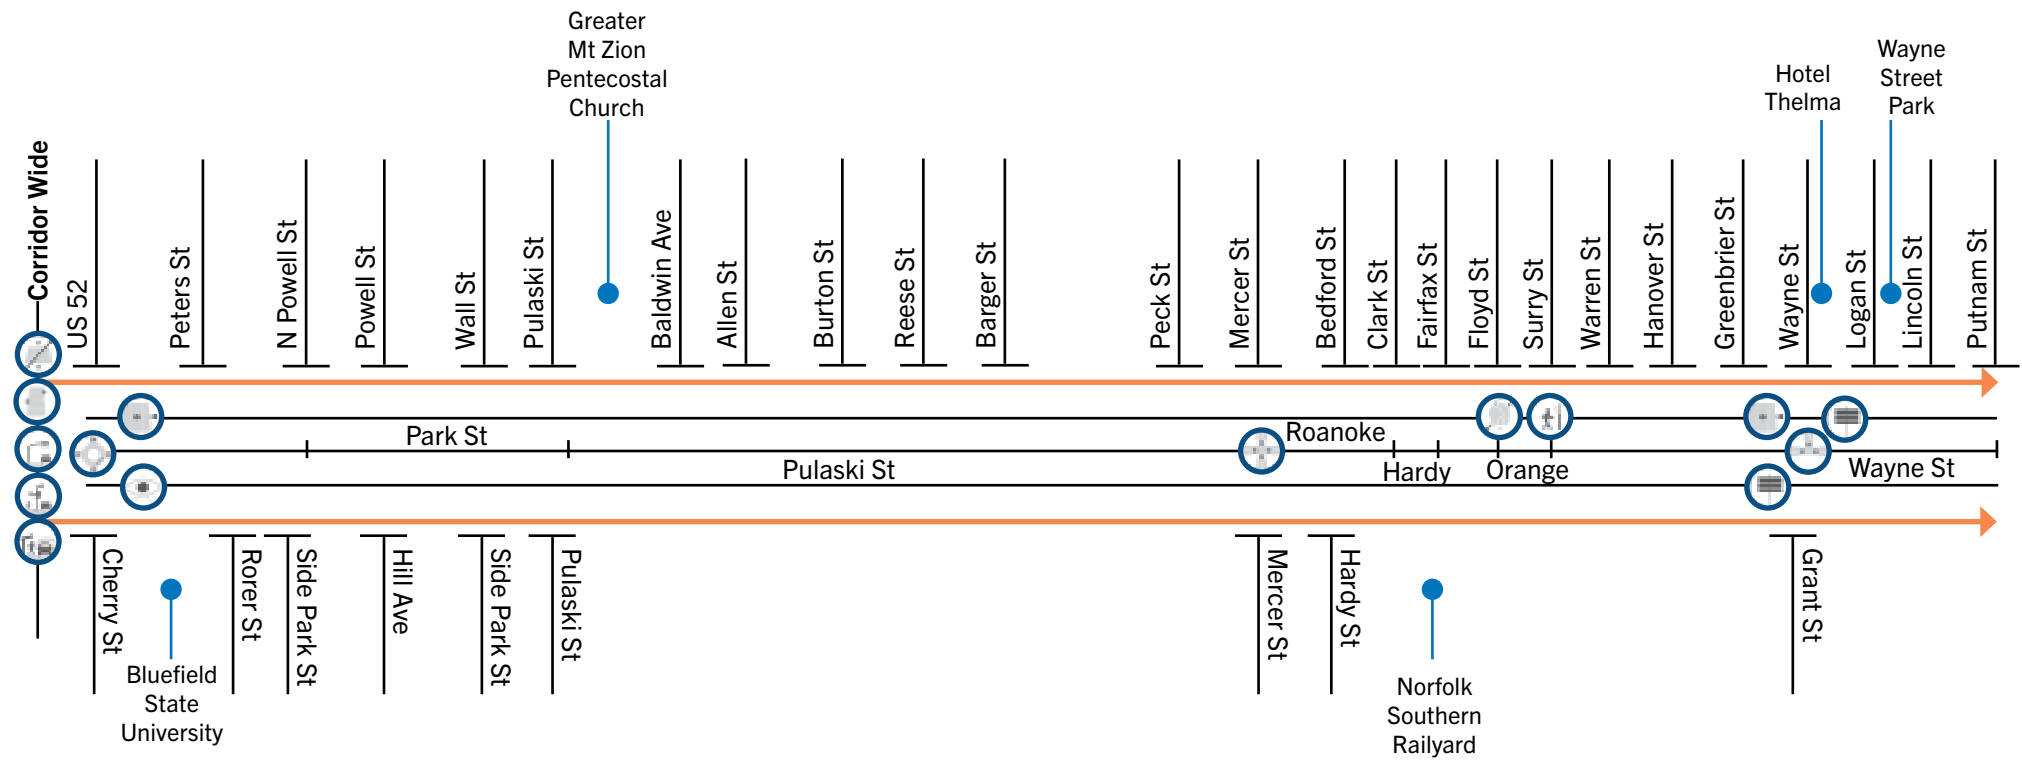 Greater
Mt Zion
Pentecostal
Church
Hotel
Thelma
Wayne
Street
Park
Corridor Wide
US 52
Peters St
N Powell St
Powell St
Wall St
Pulaski St
Baldwin Ave
Allen St
Burton St
Reese St
Barger St
Peck St
Mercer St
Bedford St
Clark St
Fairfax St
Floyd St
Surry St
Warren St
Hanover St
Greenbrier St
Wayne St
Logan St
Lincoln St
Putnam St
Park St
Pulaski St
Roanoke
Hardy
Orange
Wayne St
Cherry St
Rorer St
Side Park St
Hill Ave
Side Park St
Pulaski St
Mercer St
Hardy St
Grant St
Bluefield
State
University
Norfolk
Southern
Railyard